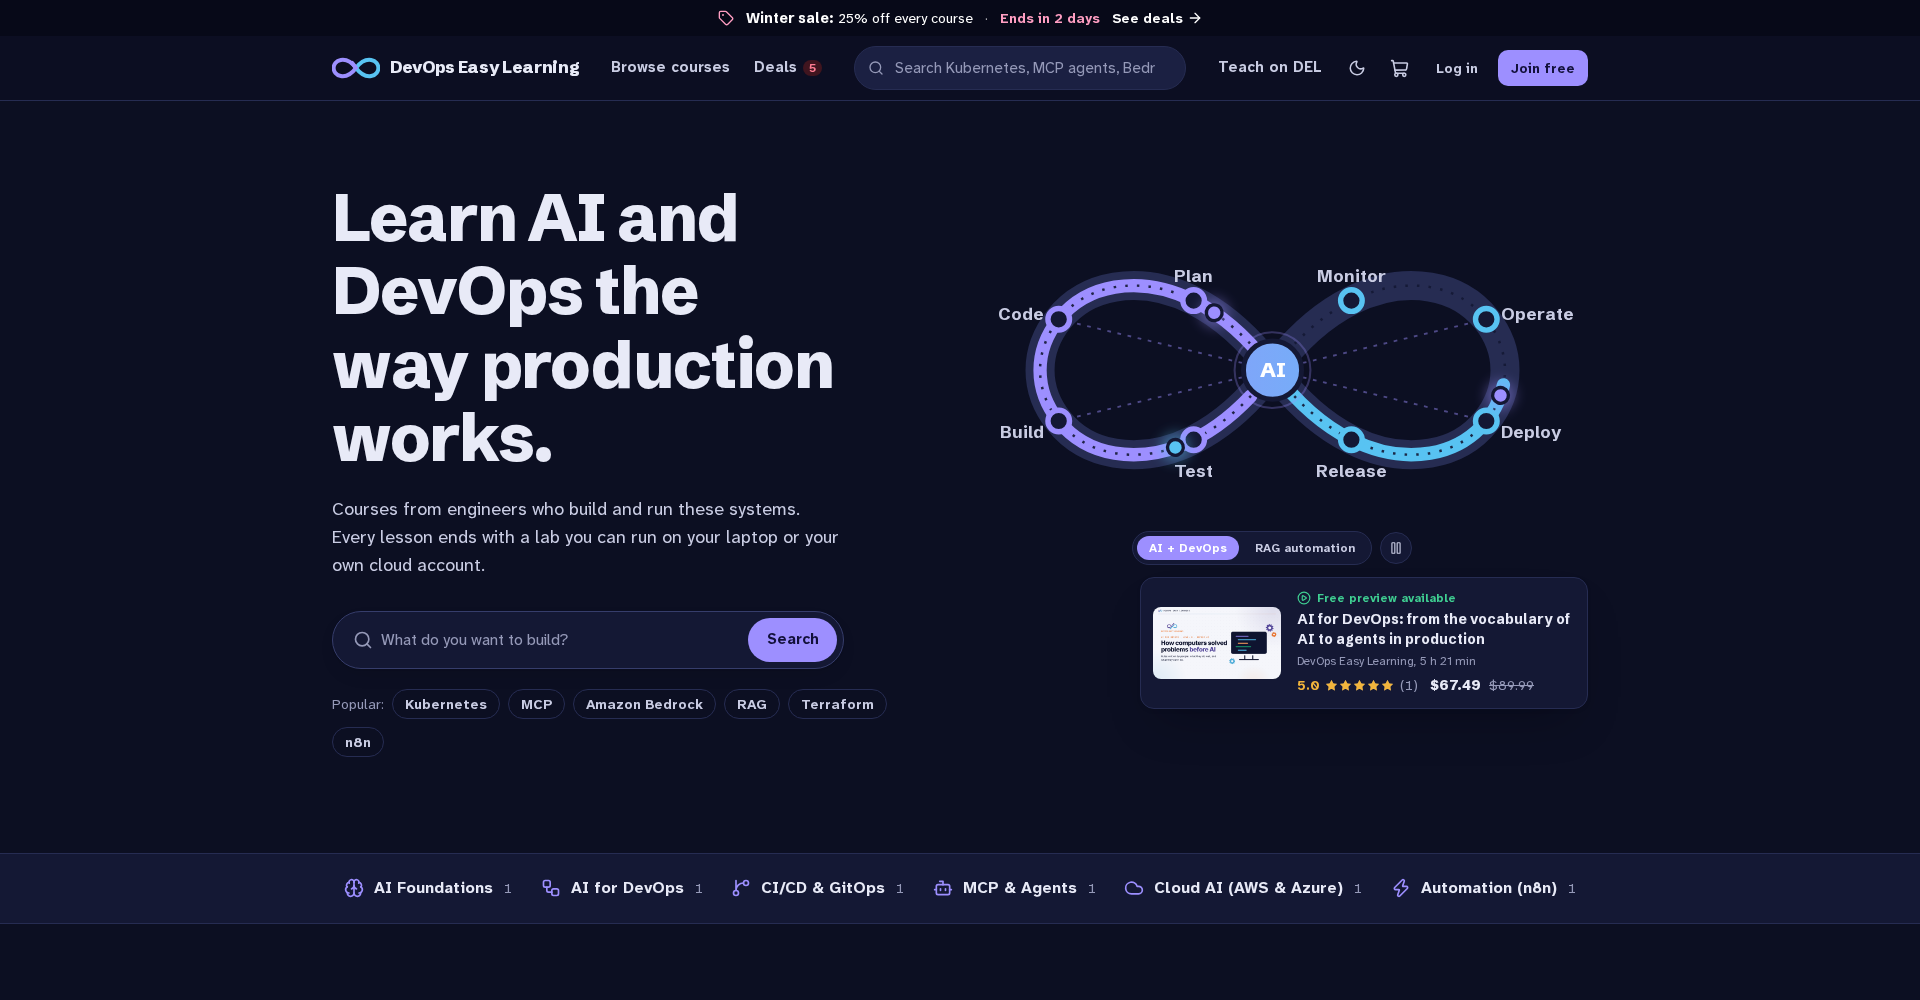 Winter sale: 25% off every course · Ends in 2 days See deals →
DevOps Easy Learning Browse courses Deals 5 Search Kubernetes, MCP agents, Bedr Teach on DEL Log in Join free
Learn AI and
DevOps the
way production
works.
Courses from engineers who build and run these systems.
Every lesson ends with a lab you can run on your laptop or your
own cloud account.
What do you want to build? Search
Popular: Kubernetes MCP Amazon Bedrock RAG Terraform
n8n
Plan Monitor
Code Operate
AI
Build Deploy
Test Release
AI + DevOps RAG automation
Free preview available
AI for DevOps: from the vocabulary of
AI to agents in production
DevOps Easy Learning, 5 h 21 min
5.0 ★★★★★ (1) $67.49 $89.99
How computers solved
problems before AI
AI Foundations 1 AI for DevOps 1 CI/CD & GitOps 1 MCP & Agents 1 Cloud AI (AWS & Azure) 1 Automation (n8n) 1